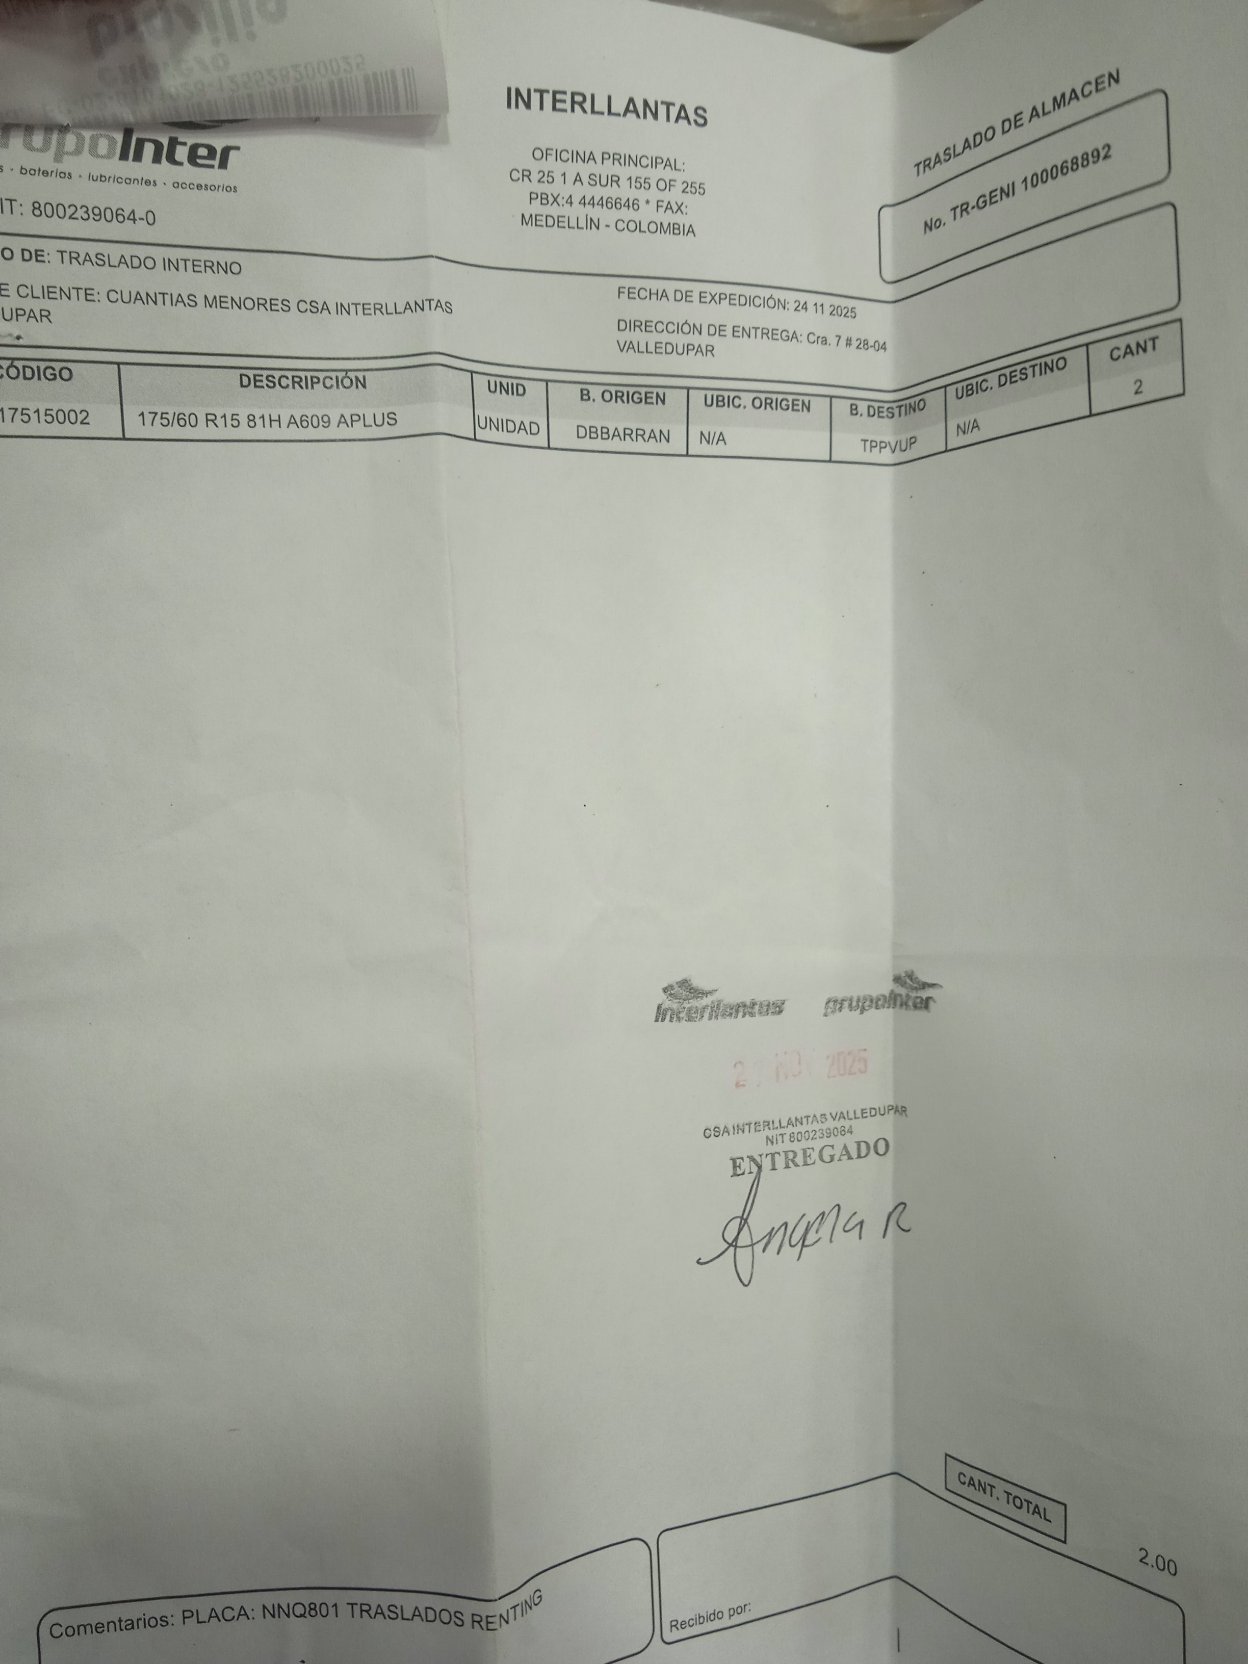 INTERLLANTAS
OFICINA PRINCIPAL:
CR 25 1 A SUR 155 OF 255
PBX:4 4446646 * FAX:
MEDELLÍN - COLOMBIA
TRASLADO DE ALMACEN
No. TR-GENI 100068892
rupoInter
s · baterías · lubricantes · accesorios
IT: 800239064-0
O DE: TRASLADO INTERNO
E CLIENTE: CUANTIAS MENORES CSA INTERLLANTAS
UPAR
FECHA DE EXPEDICIÓN: 24 11 2025
DIRECCIÓN DE ENTREGA: Cra. 7 # 28-04
VALLEDUPAR
CÓDIGO DESCRIPCIÓN UNID B. ORIGEN UBIC. ORIGEN B. DESTINO UBIC. DESTINO CANT
17515002 175/60 R15 81H A609 APLUS UNIDAD DBBARRAN N/A TPPVUP N/A 2
interllantas grupoInter
2025
CSA INTERLLANTAS VALLEDUPAR
NIT 800239064
ENTREGADO
Angela R
CANT. TOTAL
2.00
Comentarios: PLACA: NNQ801 TRASLADOS RENTING
Recibido por: